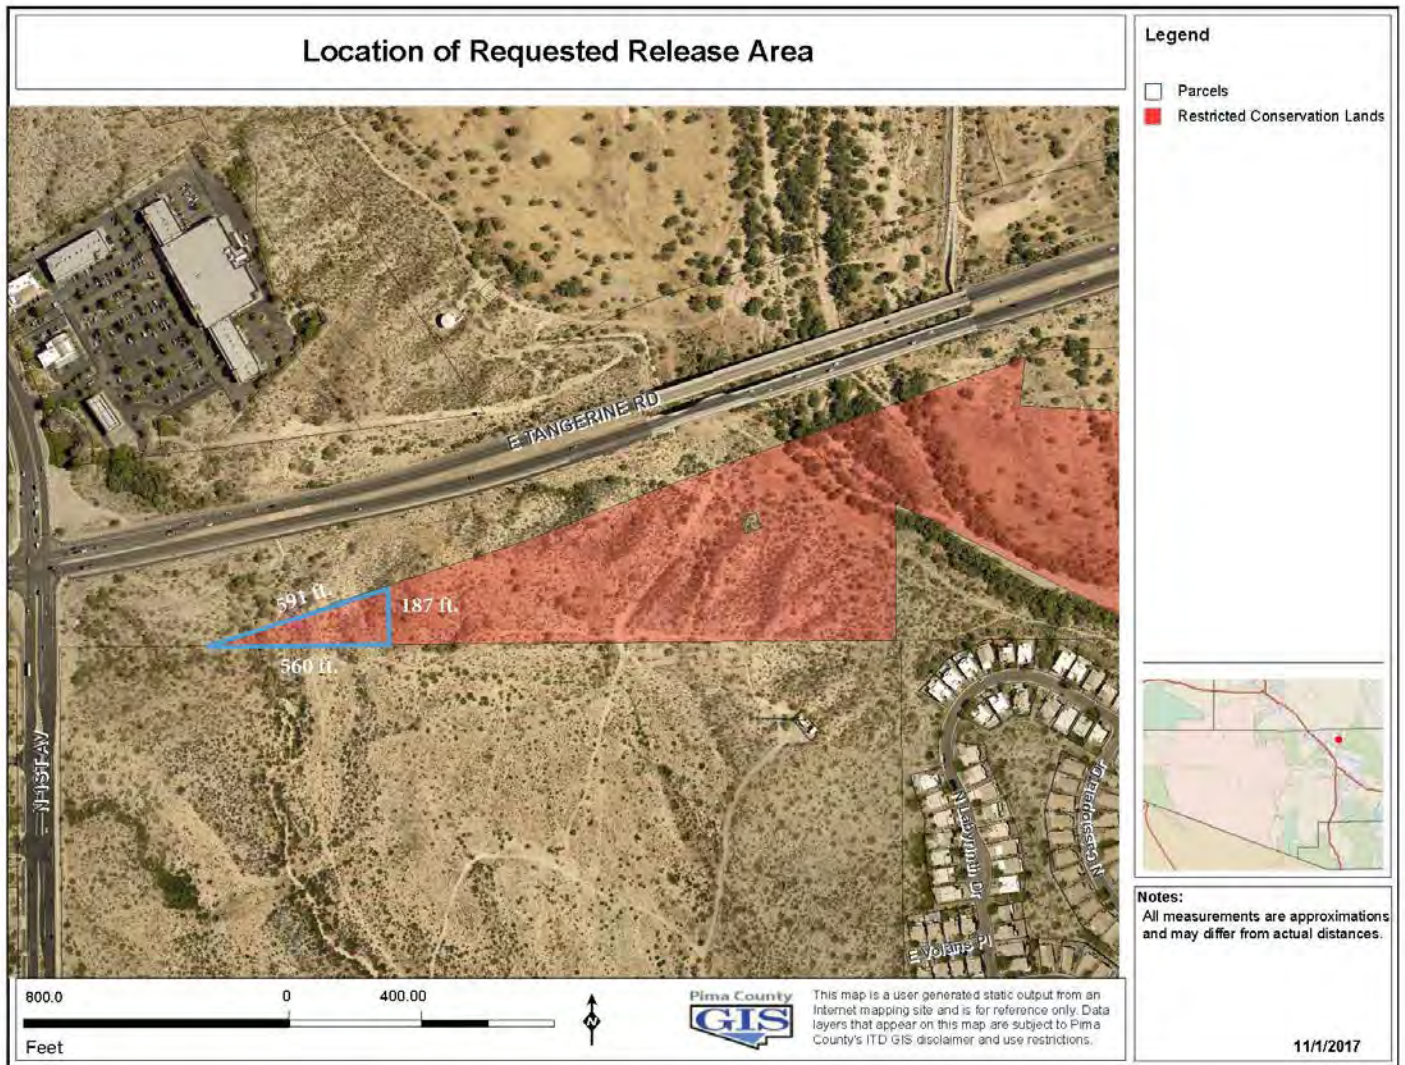 Location of Requested Release Area
Legend
Parcels
Restricted Conservation Lands
E TANGERINE RD
591 ft.
187 ft.
560 ft.
N 1ST AV
N Labyrinth Dr
N Cassiopeia Dr
E Volans Pl
Notes:
All measurements are approximations
and may differ from actual distances.
800.0
0
400.00
Feet
N
Pima County
GIS
This map is a user generated static output from an
Internet mapping site and is for reference only. Data
layers that appear on this map are subject to Pima
County's ITD GIS disclaimer and use restrictions.
11/1/2017